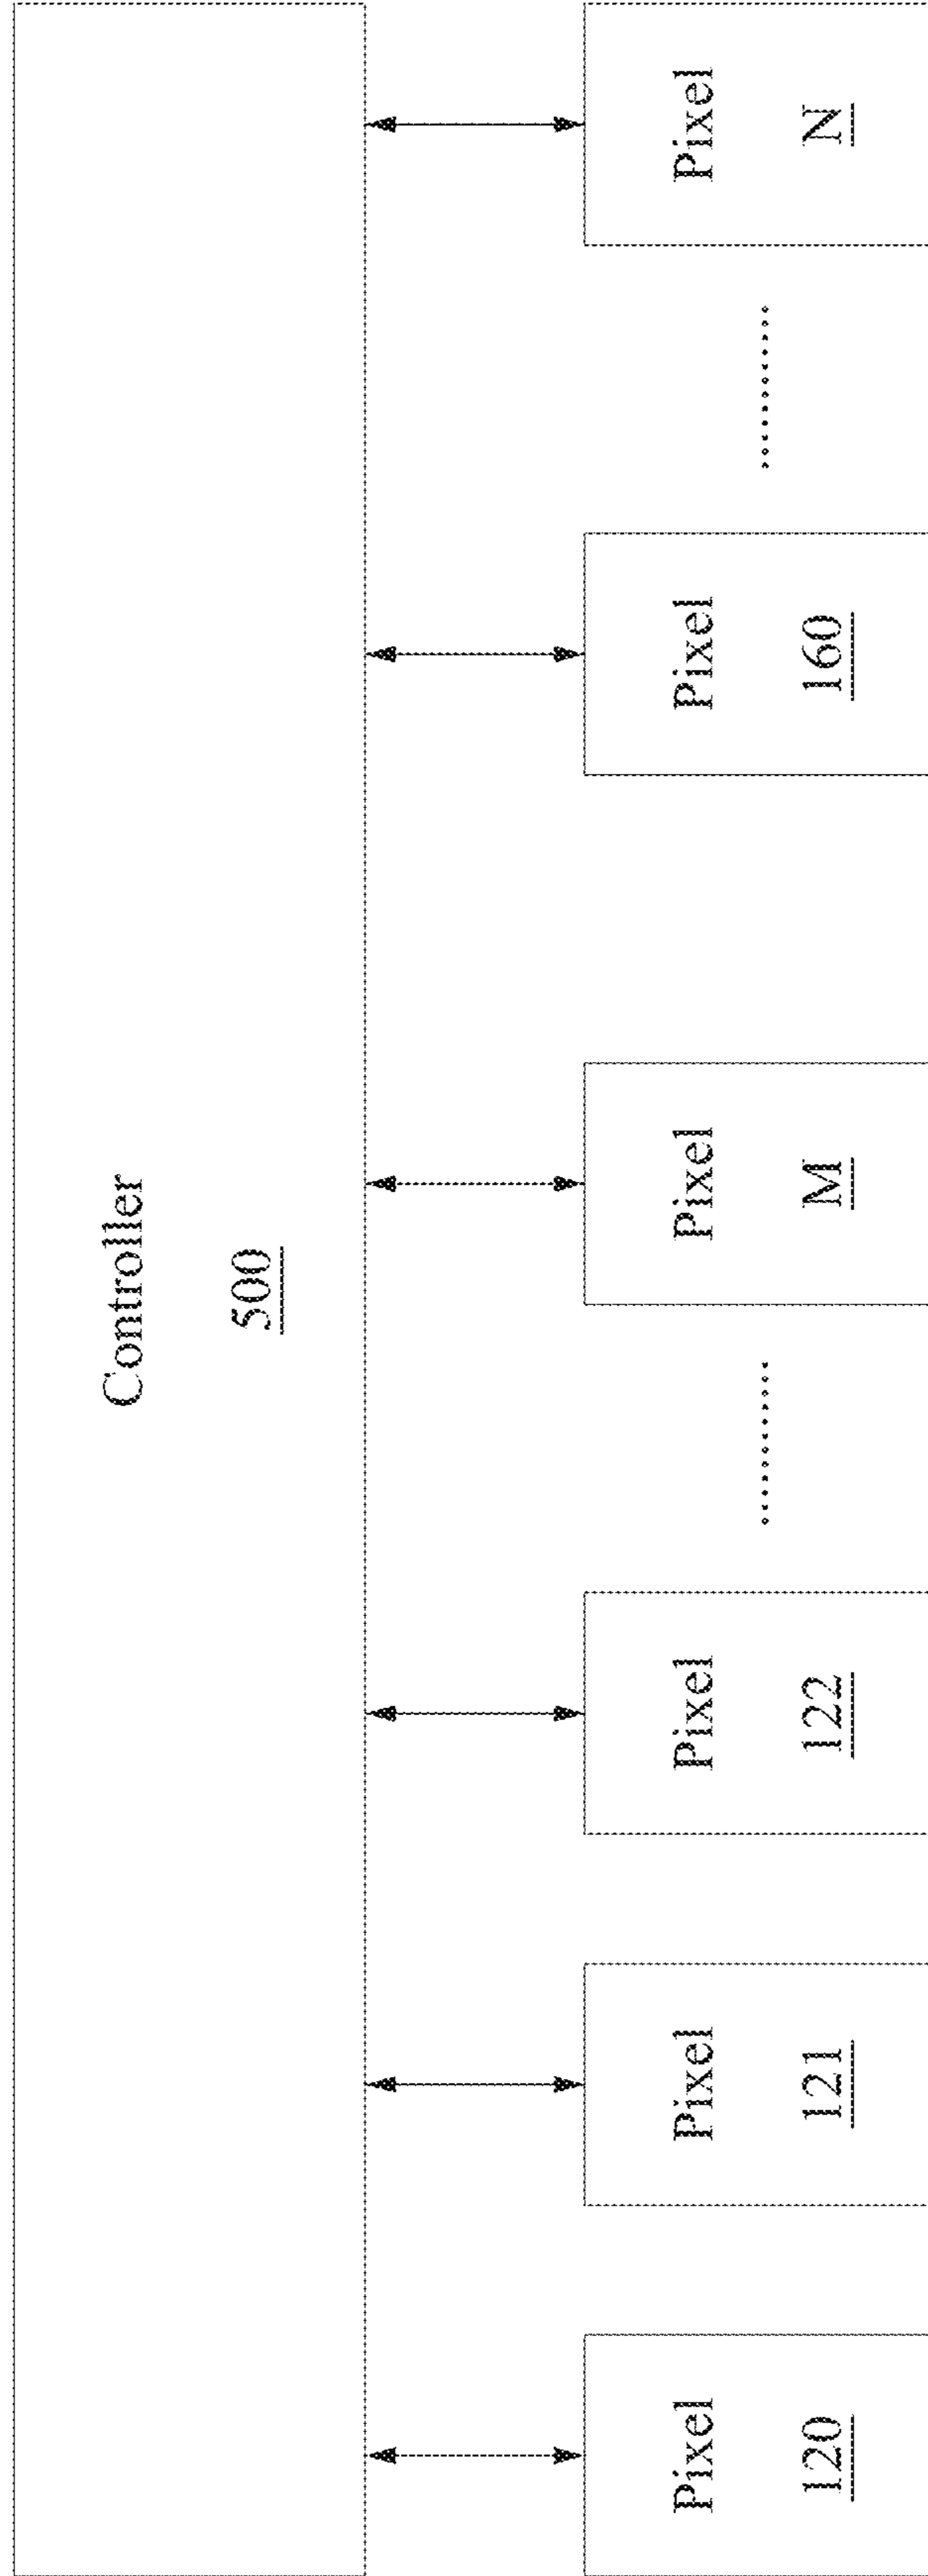 Controller
500
Pixel
120
Pixel
121
Pixel
122
.........
Pixel
M
Pixel
160
.........
Pixel
N